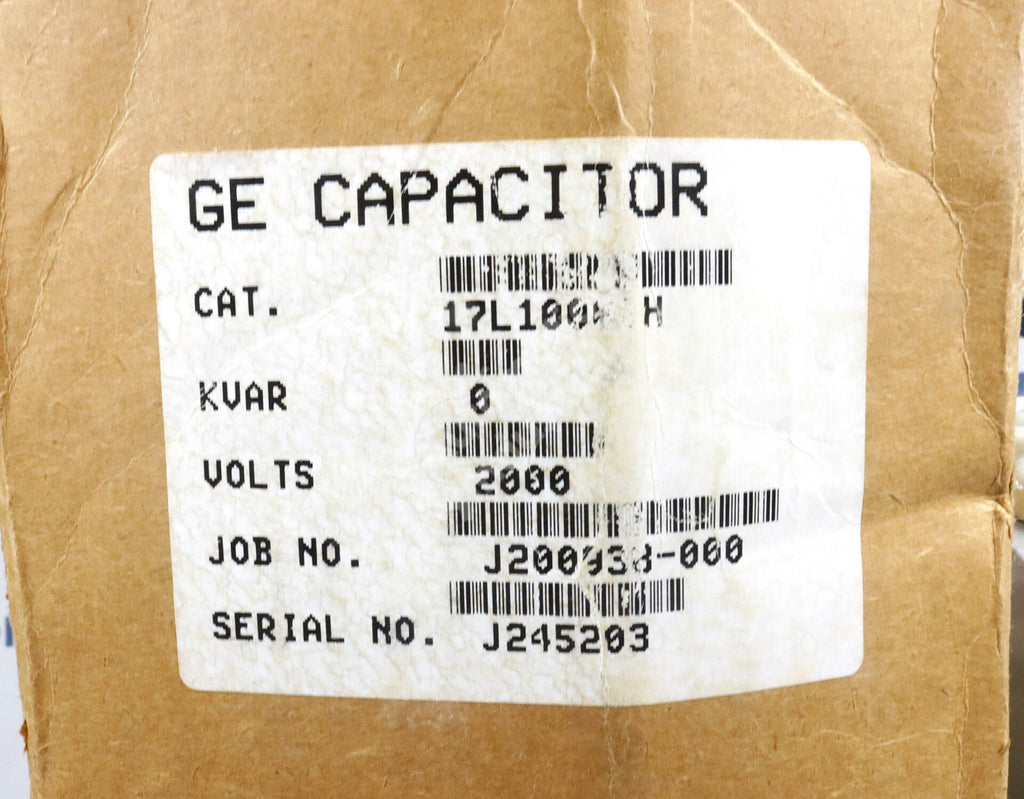 GE CAPACITOR
CAT.
KVAR 0
VOLTS 2000
JOB NO.
SERIAL NO. J245203